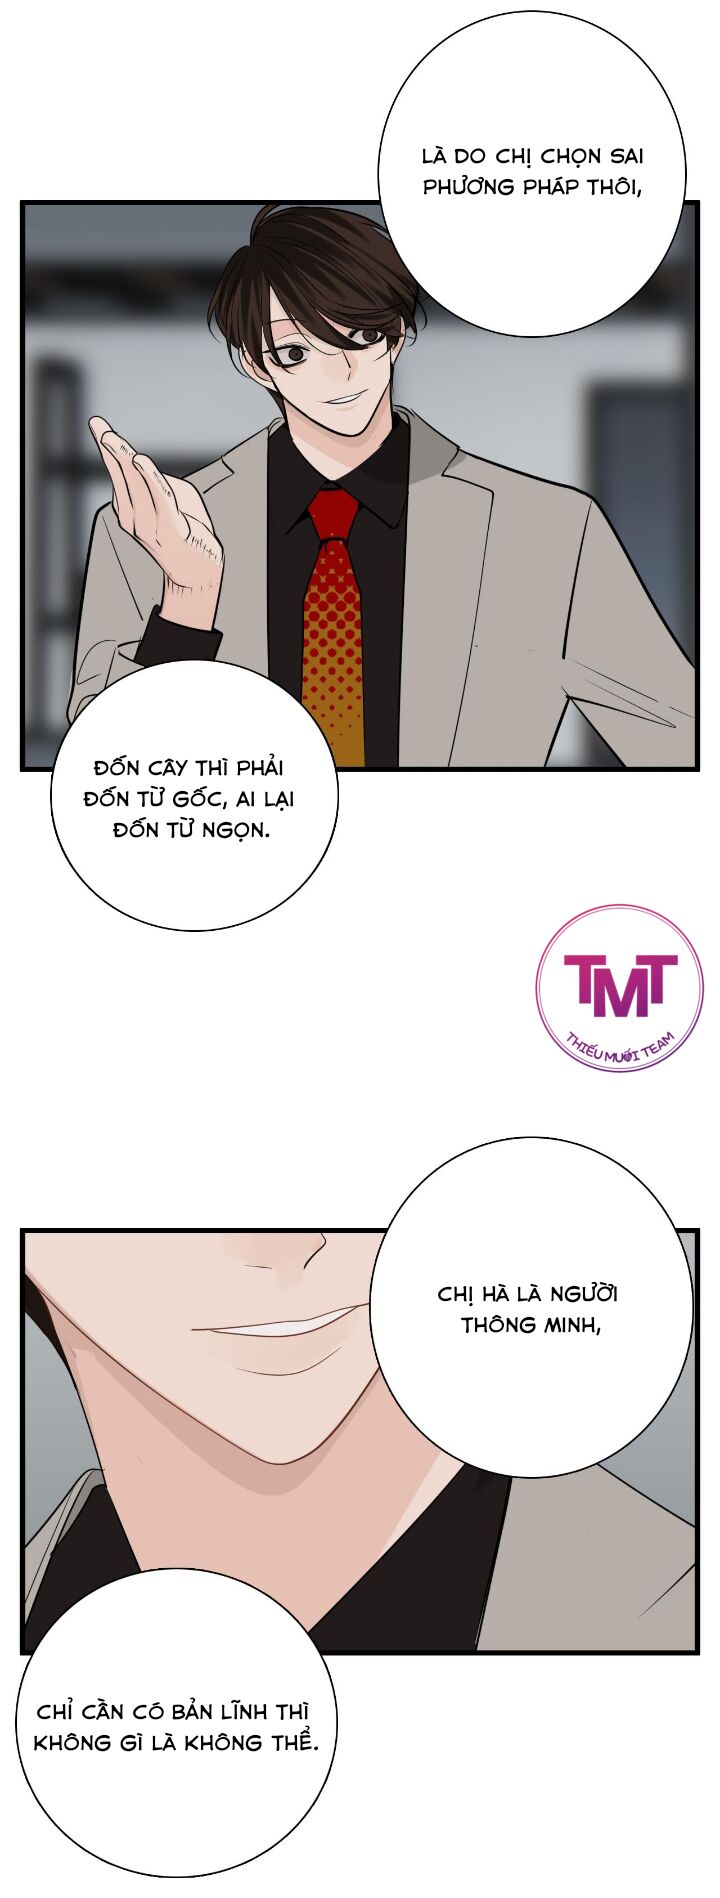 LÀ DO CHỊ CHỌN SAI
PHƯƠNG PHÁP THÔI,
ĐỐN CÂY THÌ PHẢI
ĐỐN TỪ GỐC, AI LẠI
ĐỐN TỪ NGỌN.
TMT
THIẾU MUỐI TEAM
CHỊ HÀ LÀ NGƯỜI
THÔNG MINH,
CHỈ CẦN CÓ BẢN LĨNH THÌ
KHÔNG GÌ LÀ KHÔNG THỂ.